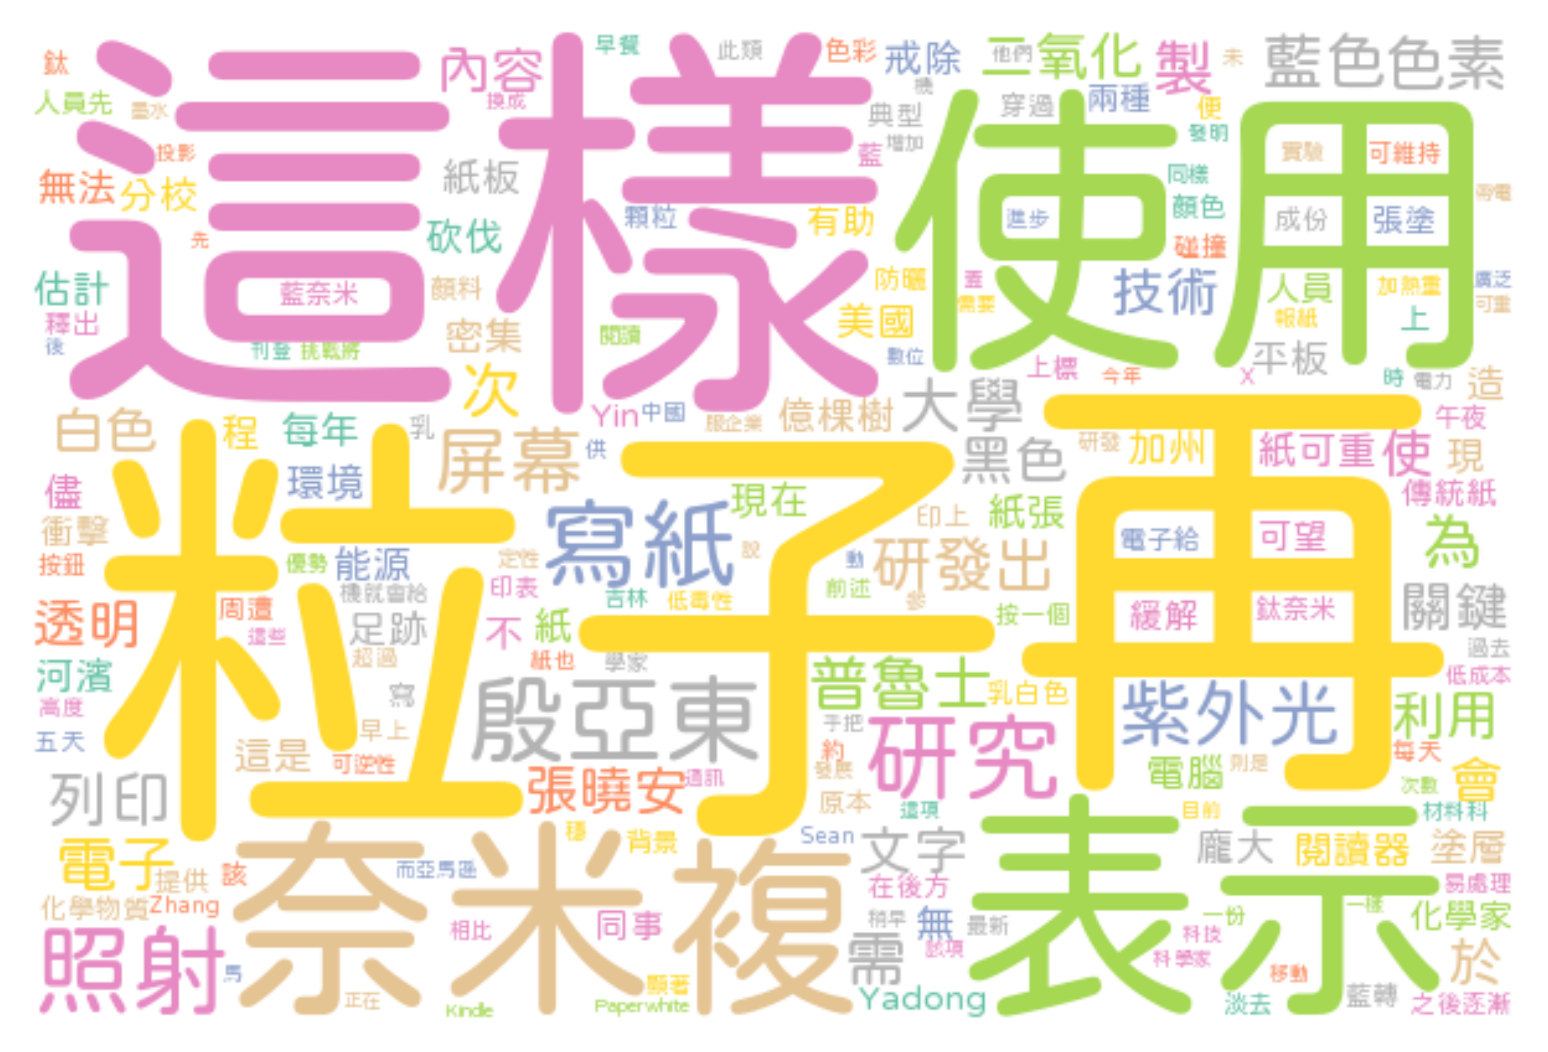 這樣
使用
粒子
再
奈米複
表示
鈦
人員先
墨水
投影
無法
分校
先
估計
釋出
後
藍奈米
刊登
挑戰將
內容
換成
早餐
此類
色彩
戒除
他們
機
二氧化
製
未
藍色色素
典型
增加
藍
穿過
兩種
便
發明
同樣
顏色
碰撞
進步
實驗
可維持
帶電
成份
張塗
紙板
砍伐
顆粒
有助
顏料
密集
閱讀
防曬
蓋
需要
美國
數位
技術
人員
報紙
加熱重
廣泛
可重
上
平板
上標
今年
X
時
電力
造
次
白色
程
每年
乳
Yin
中國
服企業
億棵樹
大學
午夜
屏幕
供
黑色
研發
加州
紙可重
使
現
傳統紙
儘
環境
衝擊
按鈕
優勢
能源
定性
寫紙
現在
說
印上
紙張
電子給
可望
為
機就會給
印表
吉林
低毒性
動
前述
參
研發出
按一個
緩解
鈦奈米
關鍵
過去
低成本
透明
周遭
這些
足跡
超過
不
紙
紙也
學家
河濱
高度
五天
寫
早上
這是
可逆性
殷亞東
普魯士
乳白色
手把
約
發展
研究
紫外光
利用
每天
次數
會
電腦
則是
列印
張曉安
通訊
原本
這項
目前
材料科
電子
提供
該
化學物質
Zhang
穩
背景
Sean
文字
龐大
閱讀器
塗層
而亞馬遜
在後方
易處理
一樣
一份
化學家
相比
同事
稍早
無
該項
最新
科技
科學家
移動
於
照射
馬
正在
Kindle
顯著
Paperwhite
需
Yadong
淡去
藍轉
之後逐漸